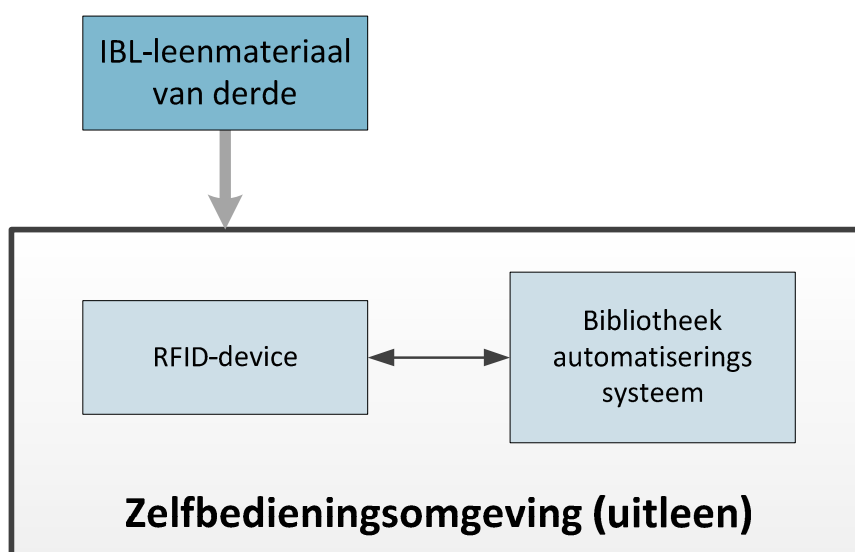 IBL-leenmateriaal
van derde
RFID-device
Bibliotheek
automatiserings
systeem
Zelfbedieningsomgeving (uitleen)